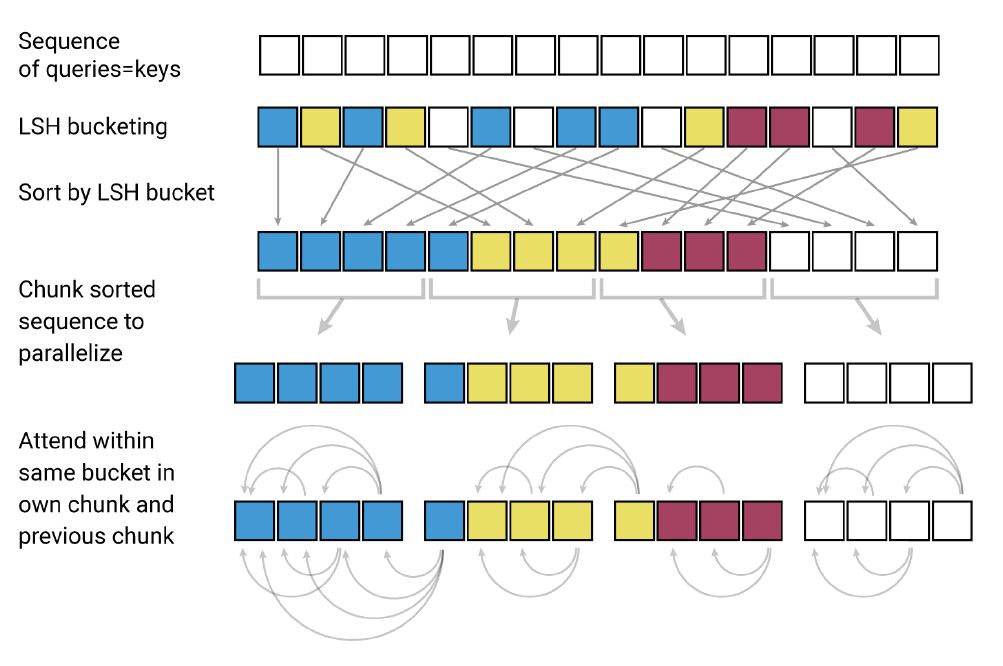 Sequence
of queries=keys
LSH bucketing
Sort by LSH bucket
Chunk sorted
sequence to
parallelize
Attend within
same bucket in
own chunk and
previous chunk